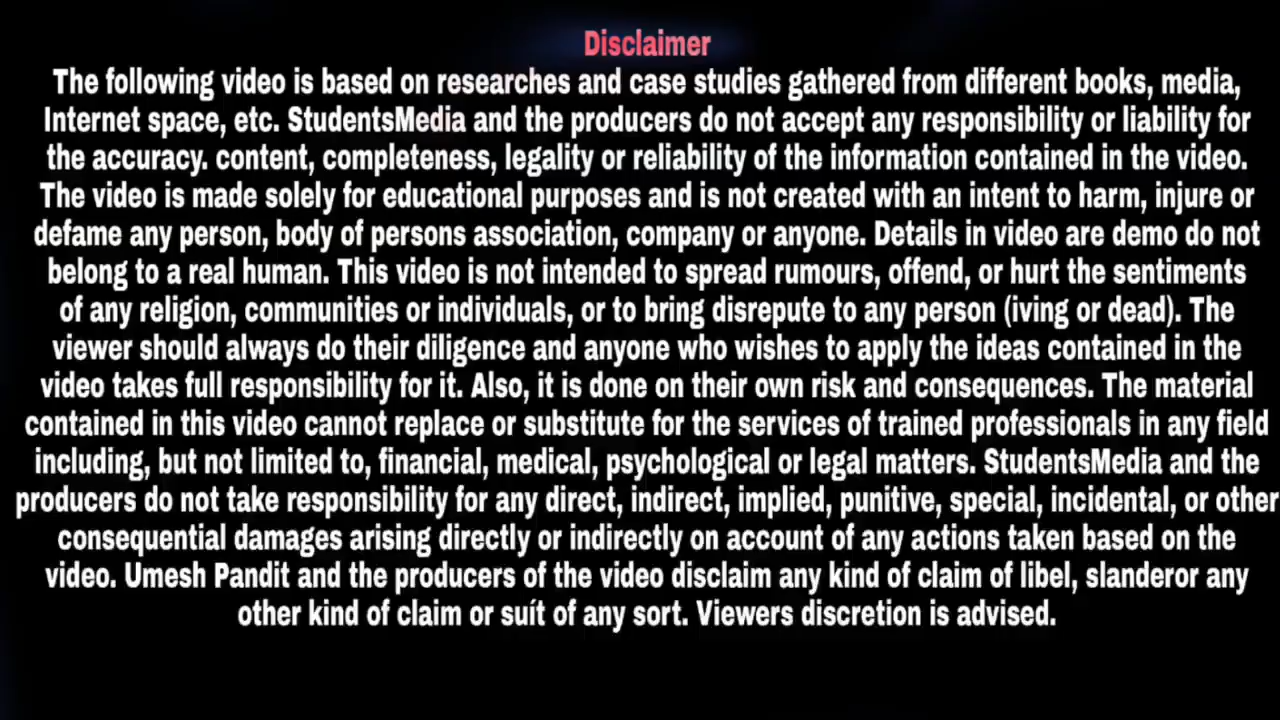 Disclaimer
The following video is based on researches and case studies gathered from different books, media,
Internet space, etc. StudentsMedia and the producers do not accept any responsibility or liability for
the accuracy. content, completeness, legality or reliability of the information contained in the video.
The video is made solely for educational purposes and is not created with an intent to harm, injure or
defame any person, body of persons association, company or anyone. Details in video are demo do not
belong to a real human. This video is not intended to spread rumours, offend, or hurt the sentiments
of any religion, communities or individuals, or to bring disrepute to any person (iving or dead). The
viewer should always do their diligence and anyone who wishes to apply the ideas contained in the
video takes full responsibility for it. Also, it is done on their own risk and consequences. The material
contained in this video cannot replace or substitute for the services of trained professionals in any field
including, but not limited to, financial, medical, psychological or legal matters. StudentsMedia and the
producers do not take responsibility for any direct, indirect, implied, punitive, special, incidental, or other
consequential damages arising directly or indirectly on account of any actions taken based on the
video. Umesh Pandit and the producers of the video disclaim any kind of claim of libel, slanderor any
other kind of claim or suít of any sort. Viewers discretion is advised.